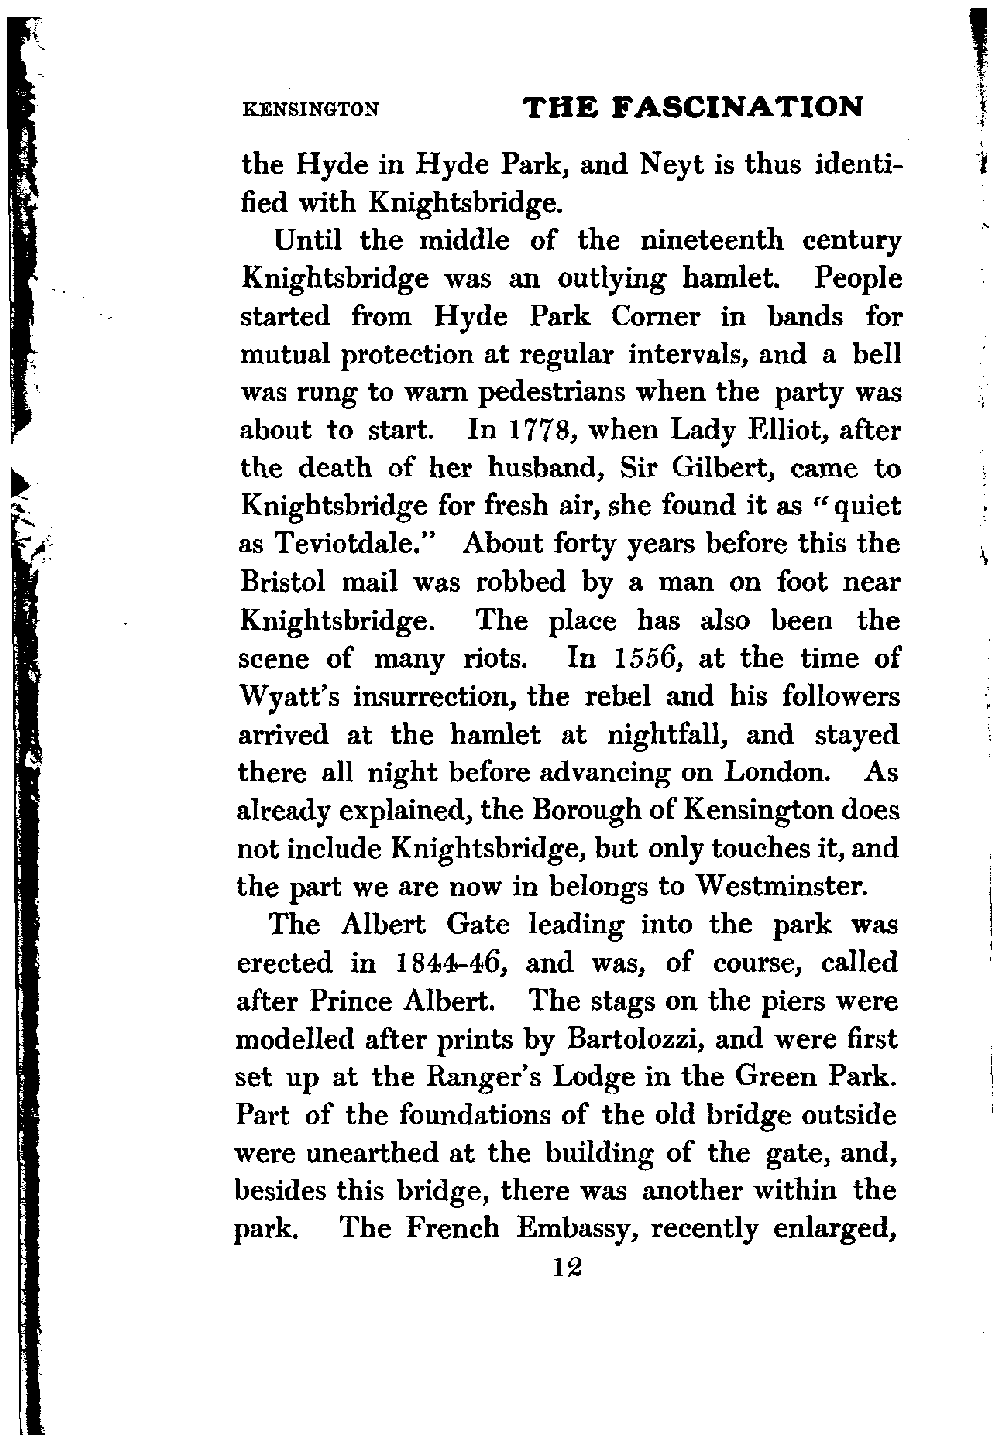 KENSINGTON THE FASCINATION
the Hyde in Hyde Park, and Neyt is thus identi-
fied with Knightsbridge.
Until the middle of the nineteenth century
Knightsbridge was an outlying hamlet. People
started from Hyde Park Corner in bands for
mutual protection at regular intervals, and a bell
was rung to warn pedestrians when the party was
about to start. In 1778, when Lady Elliot, after
the death of her husband, Sir Gilbert, came to
Knightsbridge for fresh air, she found it as “quiet
as Teviotdale.” About forty years before this the
Bristol mail was robbed by a man on foot near
Knightsbridge. The place has also been the
scene of many riots. In 1556, at the time of
Wyatt’s insurrection, the rebel and his followers
arrived at the hamlet at nightfall, and stayed
there all night before advancing on London. As
already explained, the Borough of Kensington does
not include Knightsbridge, but only touches it, and
the part we are now in belongs to Westminster.
The Albert Gate leading into the park was
erected in 1844-46, and was, of course, called
after Prince Albert. The stags on the piers were
modelled after prints by Bartolozzi, and were first
set up at the Ranger’s Lodge in the Green Park.
Part of the foundations of the old bridge outside
were unearthed at the building of the gate, and,
besides this bridge, there was another within the
park. The French Embassy, recently enlarged,
12